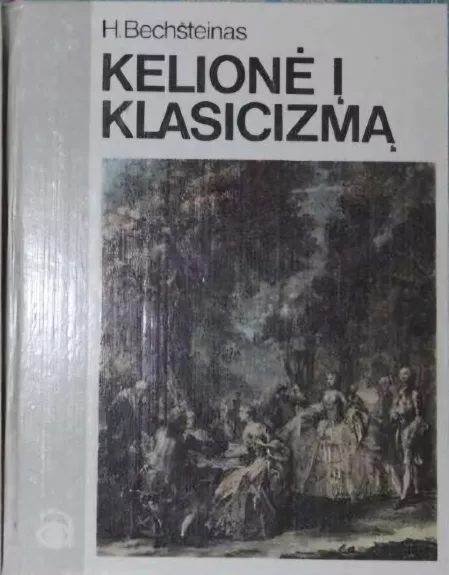 H. Bechšteinas
KELIONĖ Į
KLASICIZMĄ